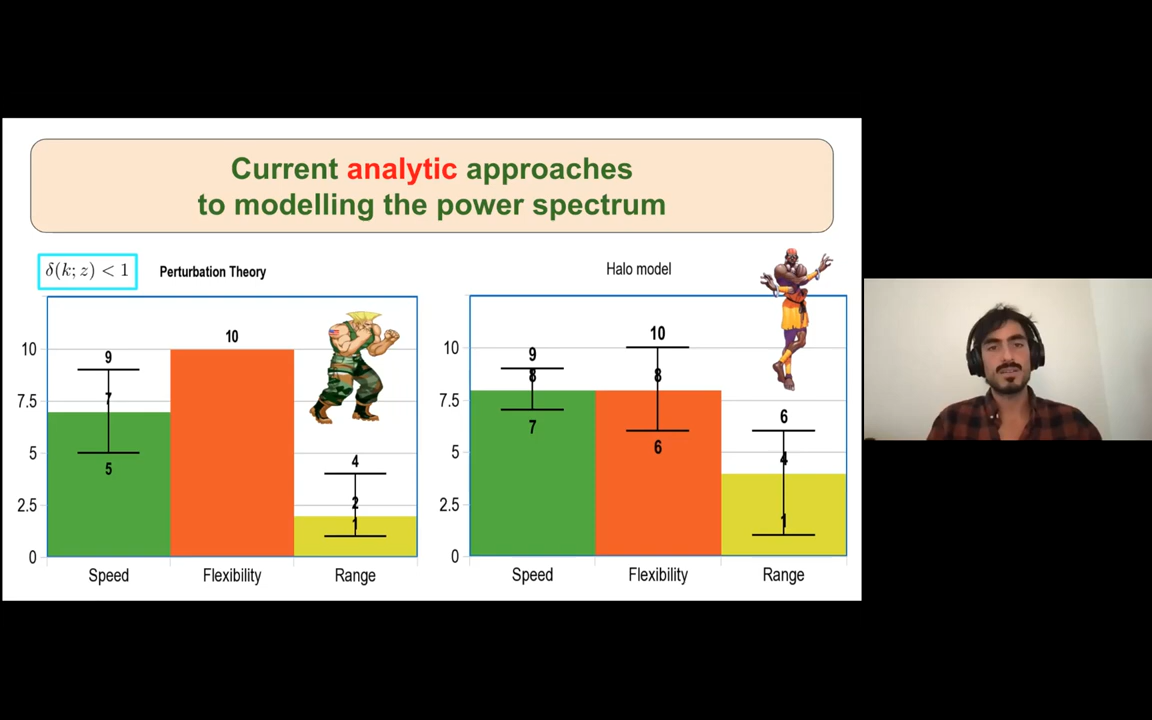 Current analytic approaches
to modelling the power spectrum
δ(k; z) < 1
Perturbation Theory
10
7.5
5
2.5
0
9
7
5
10
4
2
1
Speed
Flexibility
Range
Halo model
10
7.5
5
2.5
0
9
8
7
10
8
6
6
4
1
Speed
Flexibility
Range